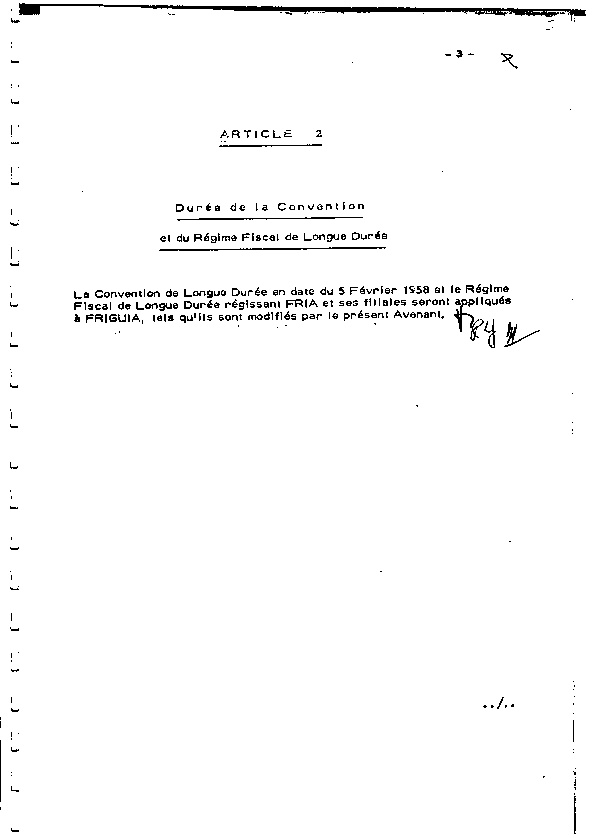 - 3 -
ARTICLE 2
Durée de la Convention
et du Régime Fiscal de Longue Durée
La Convention de Longue Durée en date du 5 Février 1958 et le Régime
Fiscal de Longue Durée régissant FRIA et ses filiales seront appliqués
à FRIGUIA, tels qu'ils sont modifiés par le présent Avenant.
../..